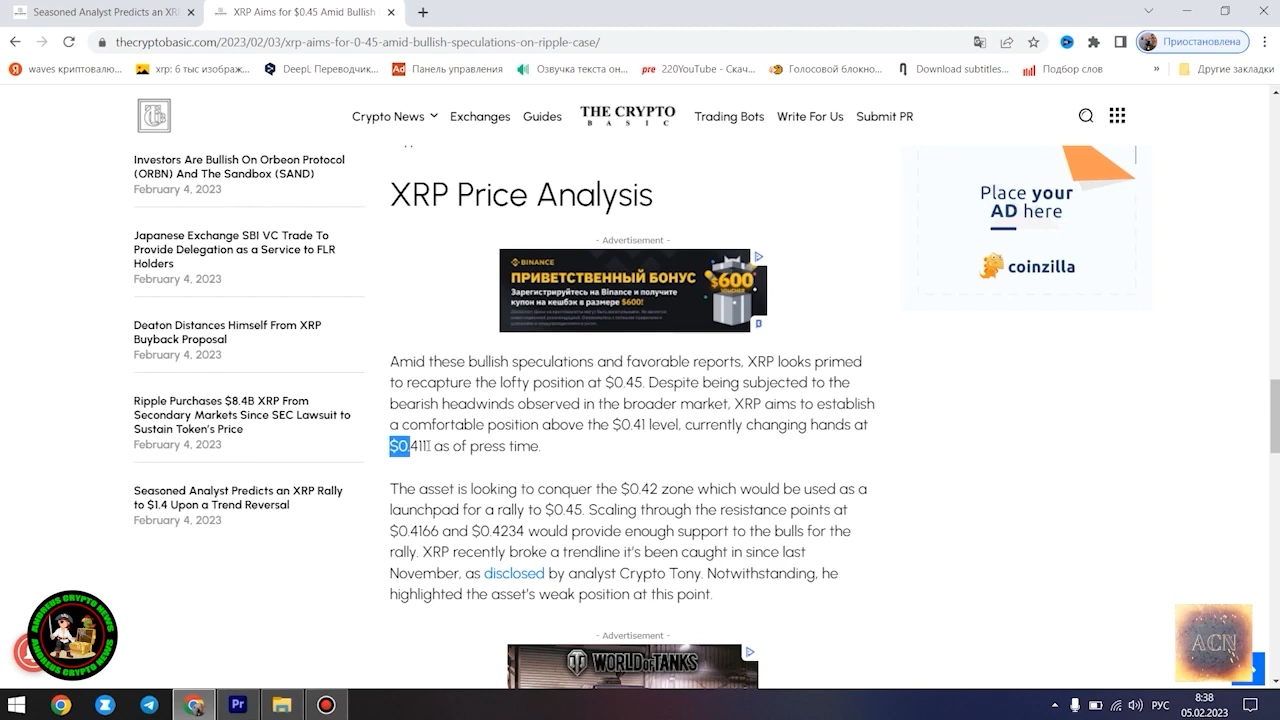 Seasoned Analyst Predicts an XR
XRP Aims for $0.45 Amid Bullish
thecryptobasic.com/2023/02/03/xrp-aims-for-0-45-amid-bullish-speculations-on-ripple-case/
Приостановлена
waves криптовалю...
xrp: 6 тыс изображ...
DeepL Переводчик...
Панель управления
Озвучка текста он...
pre 220YouTube - Скач...
Голосовой блокно...
Download subtitles...
Подбор слов
»
Другие закладки
Crypto News
Exchanges
Guides
THE CRYPTO
BASIC
Trading Bots
Write For Us
Submit PR
Investors Are Bullish On Orbeon Protocol
(ORBN) And The Sandbox (SAND)
February 4, 2023
Japanese Exchange SBI VC Trade To
Provide Delegation as a Service to FLR
Holders
February 4, 2023
Deaton Distances Himself From XRP
Buyback Proposal
February 4, 2023
Ripple Purchases $8.4B XRP From
Secondary Markets Since SEC Lawsuit to
Sustain Token's Price
February 4, 2023
Seasoned Analyst Predicts an XRP Rally
to $1.4 Upon a Trend Reversal
February 4, 2023
XRP Price Analysis
- Advertisement -
BINANCE
ПРИВЕТСТВЕННЫЙ БОНУС
Зарегистрируйтесь на Binance и получите
купон на кешбэк в размере $600!
$600
VOUCHER
Amid these bullish speculations and favorable reports, XRP looks primed
to recapture the lofty position at $0.45. Despite being subjected to the
bearish headwinds observed in the broader market, XRP aims to establish
a comfortable position above the $0.41 level, currently changing hands at
$0.411 as of press time.
The asset is looking to conquer the $0.42 zone which would be used as a
launchpad for a rally to $0.45. Scaling through the resistance points at
$0.4166 and $0.4234 would provide enough support to the bulls for the
rally. XRP recently broke a trendline it's been caught in since last
November, as disclosed by analyst Crypto Tony. Notwithstanding, he
highlighted the asset's weak position at this point.
- Advertisement -
WORLD OF TANKS
Place your
AD here
coinzilla
ANDREUS CRYPTO NEWS
ANDREUS CRYPTO NEWS
ACN
Pr
РУС
8:38
05.02.2023